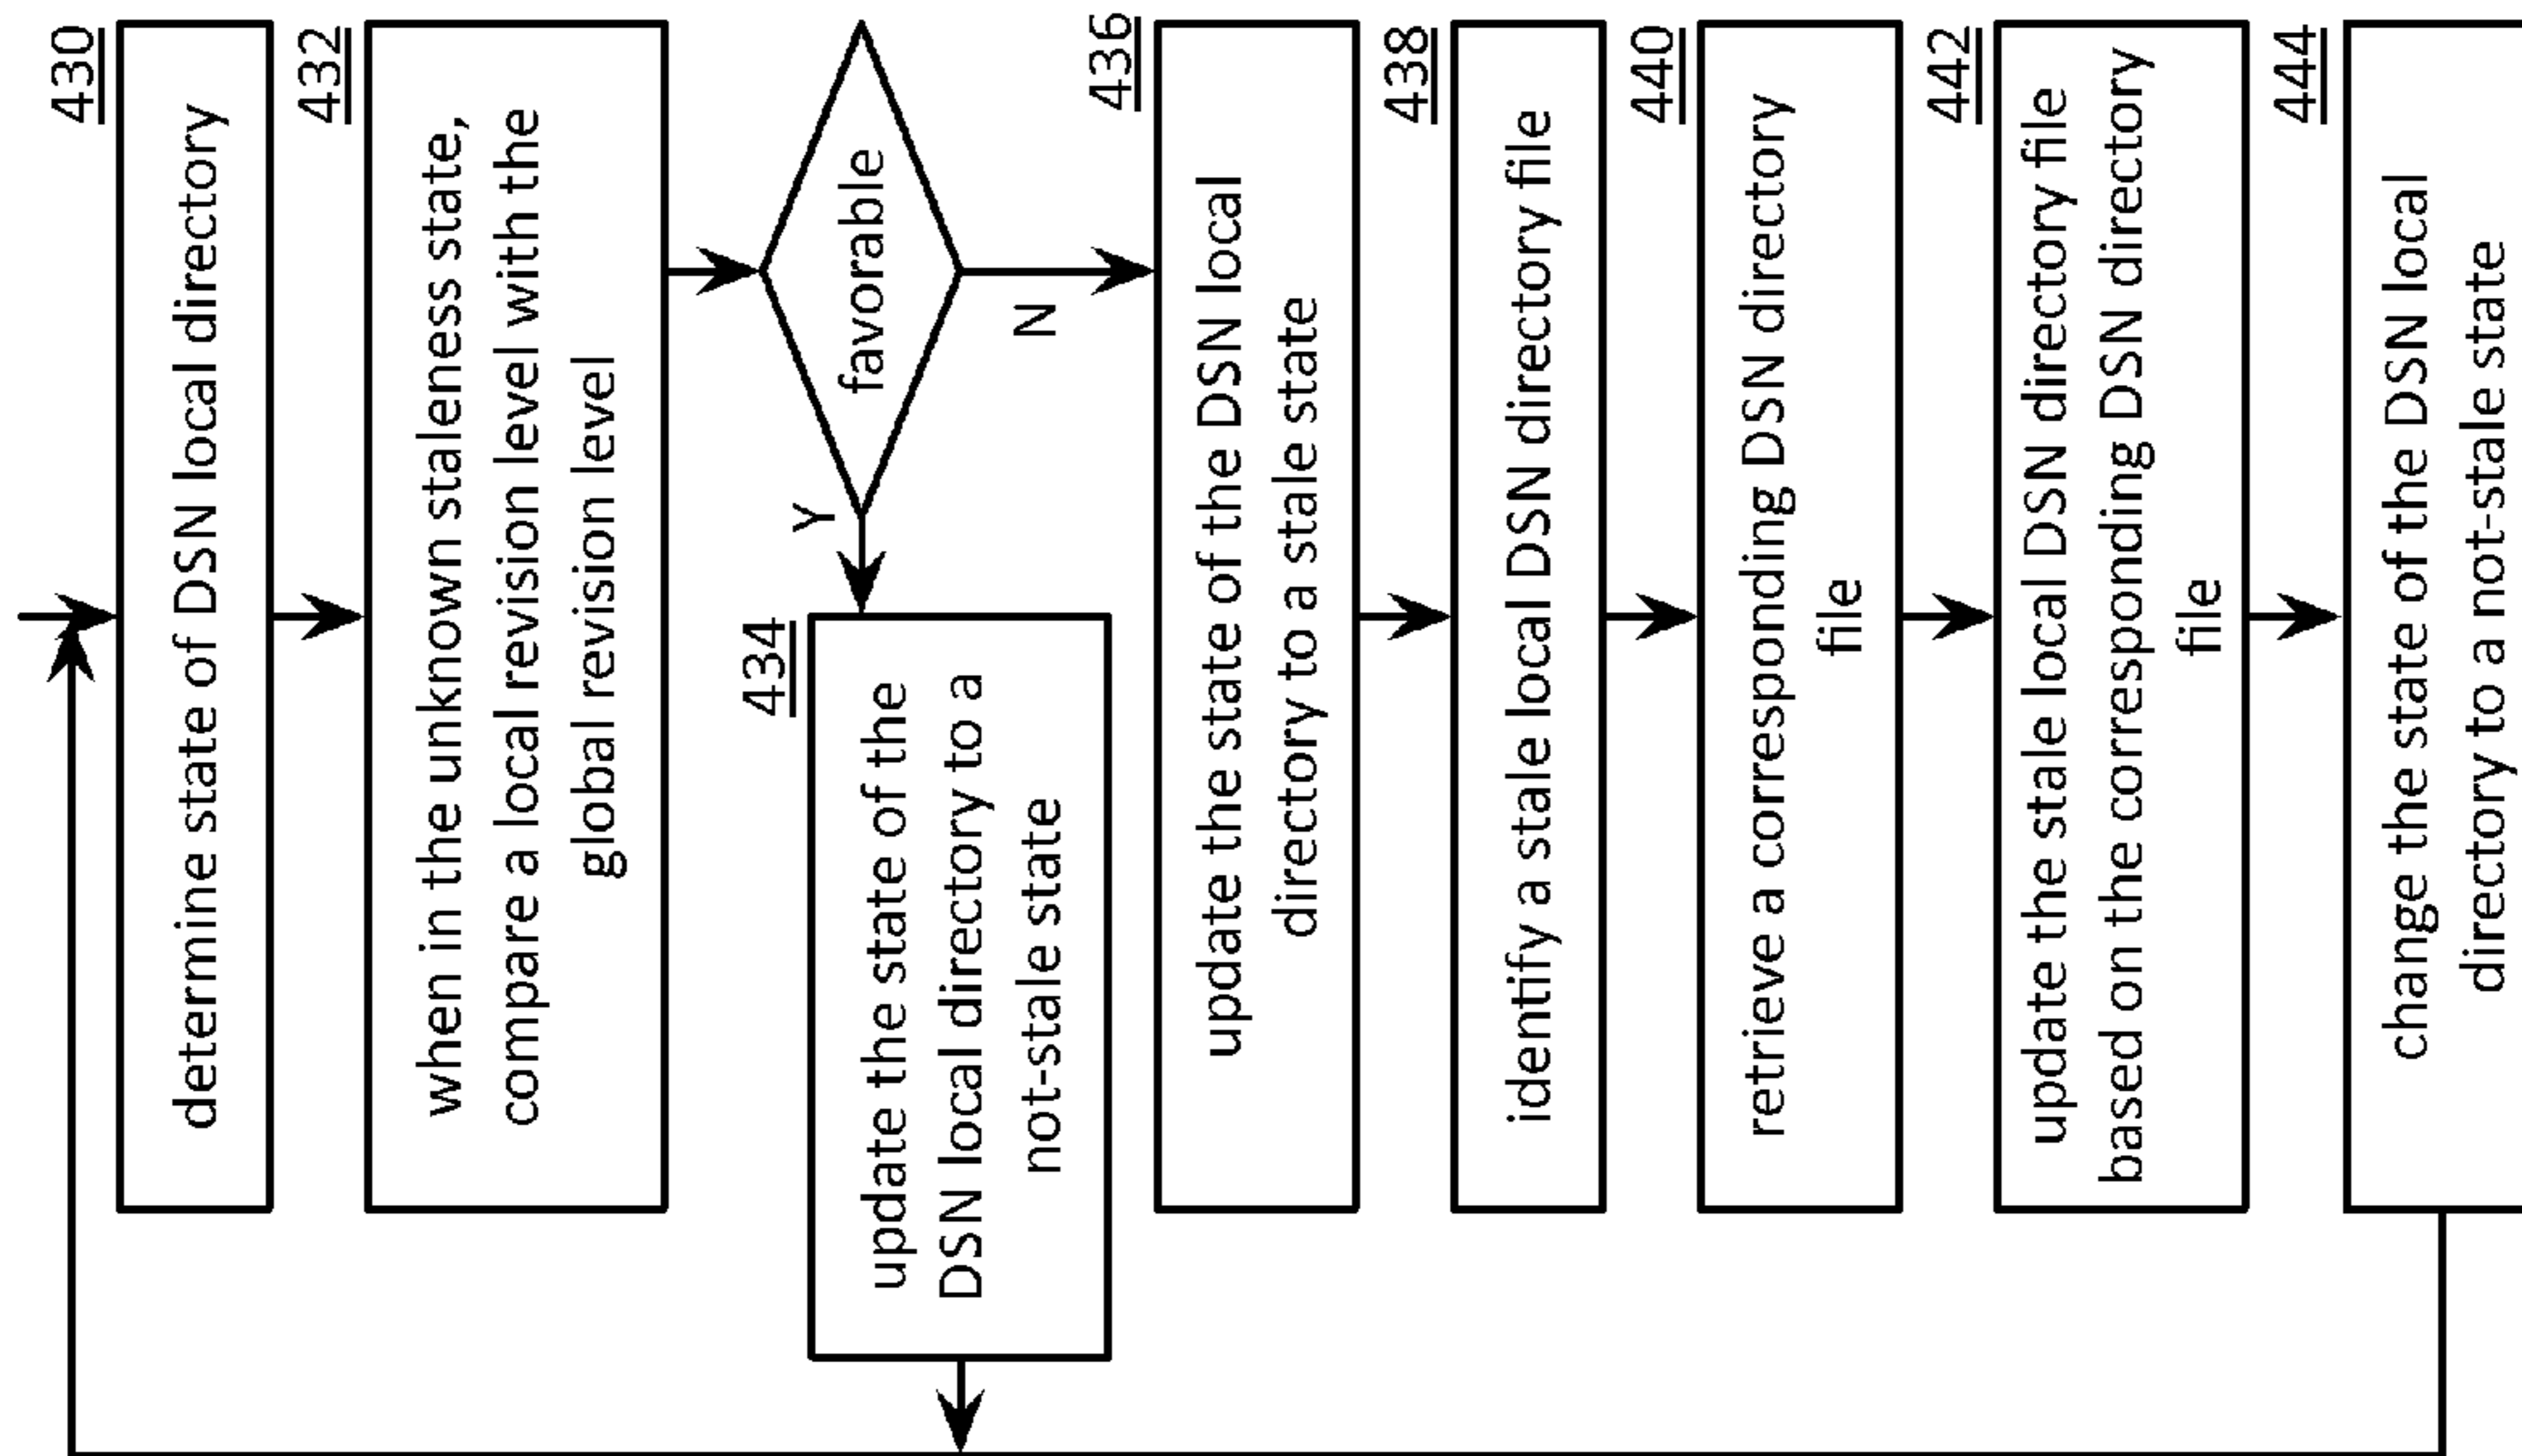 430
determine state of DSN local directory
432
when in the unknown staleness state,
compare a local revision level with the
global revision level
favorable
Y
N
434
update the state of the
DSN local directory to a
not-stale state
436
update the state of the DSN local
directory to a stale state
438
identify a stale local DSN directory file
440
retrieve a corresponding DSN directory
file
442
update the stale local DSN directory file
based on the corresponding DSN directory
file
444
change the state of the DSN local
directory to a not-stale state